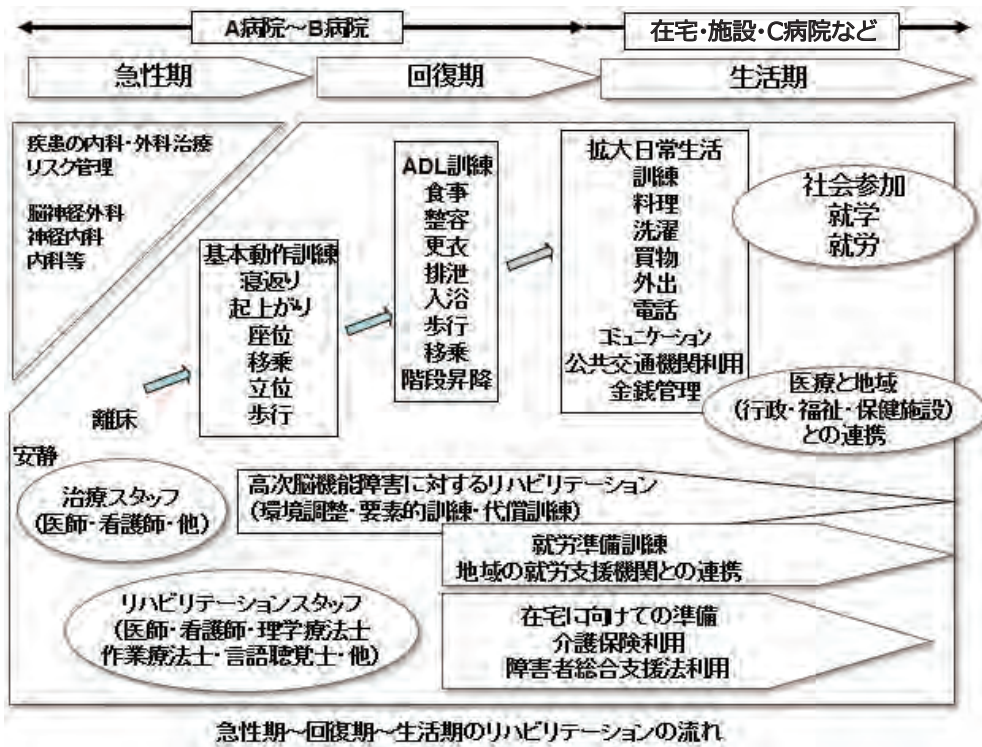 A病院～B病院
在宅・施設・C病院など
急性期
回復期
生活期
疾患の内科・外科治療
リスク管理
脳神経外科
神経内科
内科等
離床
安静
基本動作訓練
寝返り
起上がり
座位
移乗
立位
歩行
ADL訓練
食事
整容
更衣
排泄
入浴
歩行
移乗
階段昇降
拡大日常生活
訓練
料理
洗濯
買物
外出
電話
コミュニケーション
公共交通機関利用
金銭管理
社会参加
就学
就労
医療と地域
(行政・福祉・保健施設)
との連携
治療スタッフ
(医師・看護師・他)
高次脳機能障害に対するリハビリテーション
(環境調整・要素的訓練・代償訓練)
就労準備訓練
地域の就労支援機関との連携
リハビリテーションスタッフ
(医師・看護師・理学療法士
作業療法士・言語聴覚士・他)
在宅に向けての準備
介護保険利用
障害者総合支援法利用
急性期～回復期～生活期のリハビリテーションの流れ